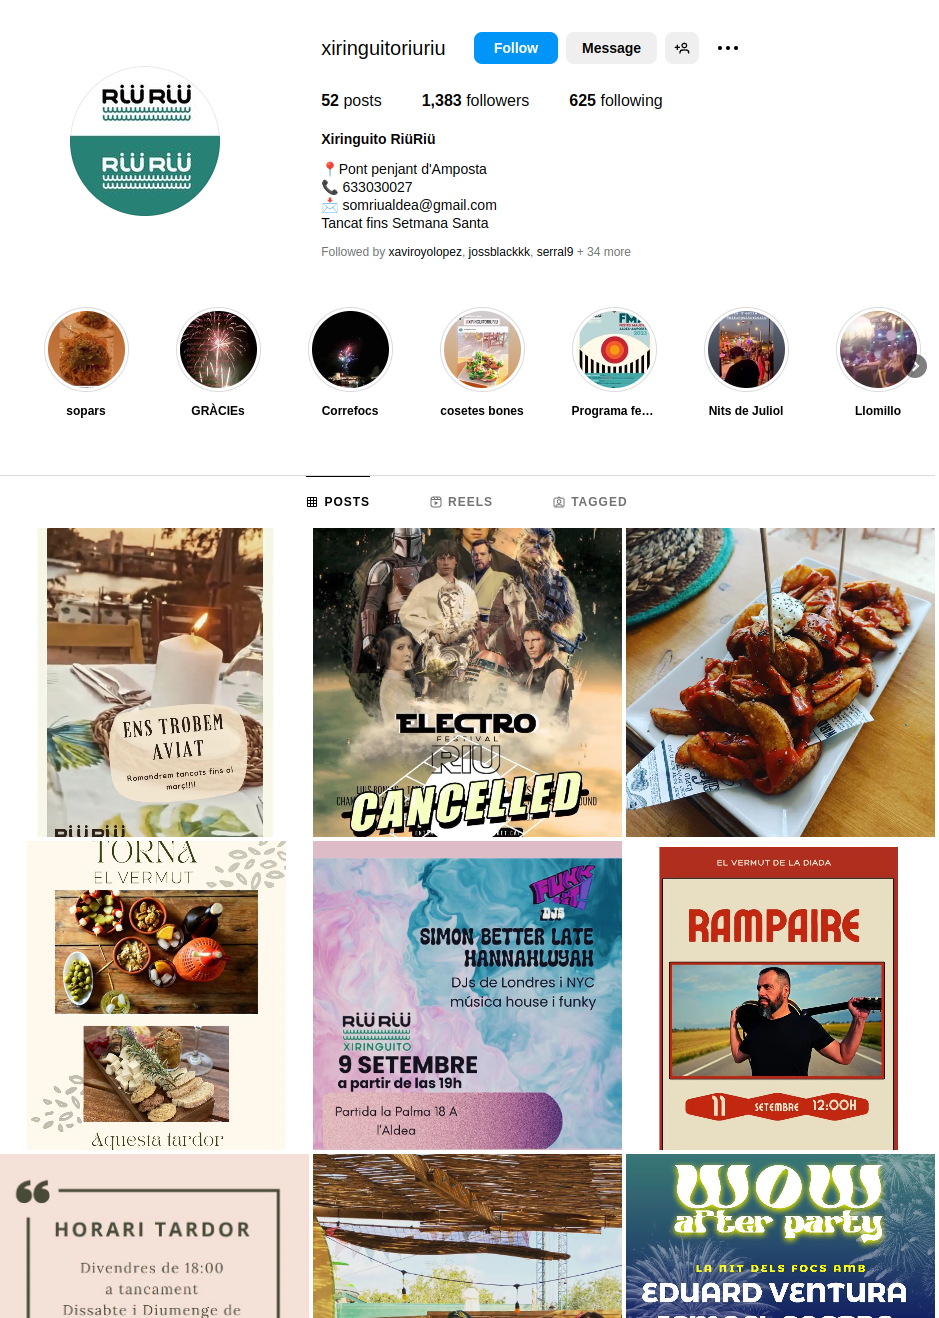 xiringuitoriuriu
Follow
Message
RIU RIU
RIU RIU
52 posts
1,383 followers
625 following
Xiringuito RiüRiü
📍Pont penjant d'Amposta
📞 633030027
📩 somriualdea@gmail.com
Tancat fins Setmana Santa
Followed by xaviroyolopez, jossblackkk, serral9 + 34 more
sopars
GRÀCIEs
Correfocs
cosetes bones
Programa fe…
Nits de Juliol
Llomillo
POSTS
REELS
TAGGED
ENS TROBEM
AVIAT
Romandrem tancats fins al
març!!!!
ELECTRO
FESTIVAL
RIU
CANCELLED
TORNA
EL VERMUT
Aquesta tardor
FUNK
DJS
SIMON BETTER LATE
HANNAHLUYAH
DJs de Londres i NYC
música house i funky
RIU RIU
XIRINGUITO
9 SETEMBRE
a partir de las 19h
Partida la Palma 18 A
l'Aldea
EL VERMUT DE LA DIADA
RAMPAIRE
11 SETEMBRE 12:00H
HORARI TARDOR
Divendres de 18:00
a tancament
Dissabte i Diumenge de
WOW
after party
LA NIT DELS FOCS AMB
EDUARD VENTURA